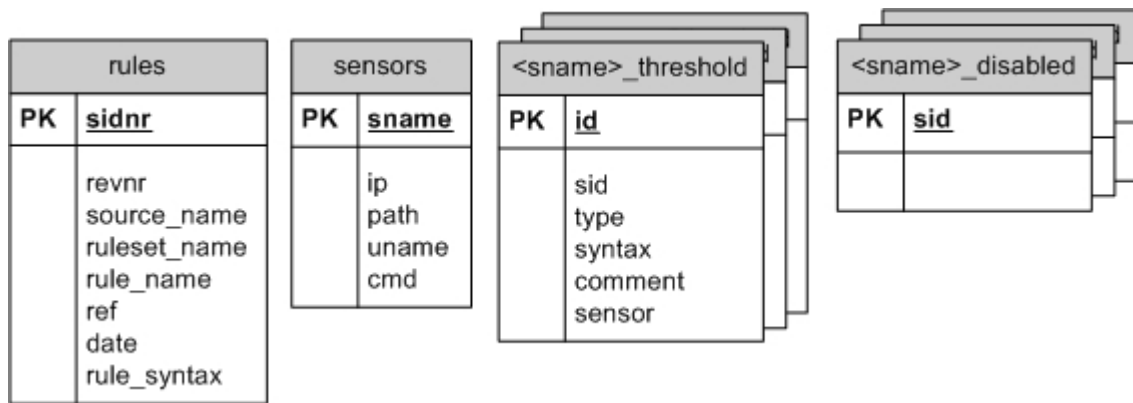 rules
PK sidnr
revnr
source_name
ruleset_name
rule_name
ref
date
rule_syntax
sensors
PK sname
ip
path
uname
cmd
<sname>_threshold
PK id
sid
type
syntax
comment
sensor
<sname>_disabled
PK sid